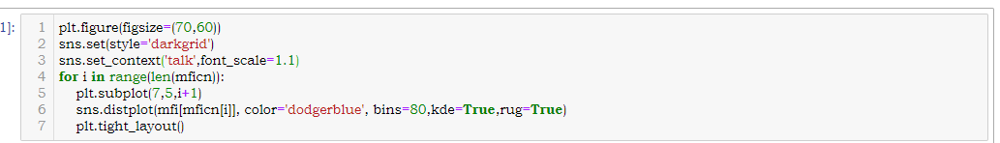 1]:
1 plt.figure(figsize=(70,60))
2 sns.set(style='darkgrid')
3 sns.set_context('talk',font_scale=1.1)
4 for i in range(len(mficn)):
5 plt.subplot(7,5,i+1)
6 sns.distplot(mfi[mficn[i]], color='dodgerblue', bins=80,kde=True,rug=True)
7 plt.tight_layout()